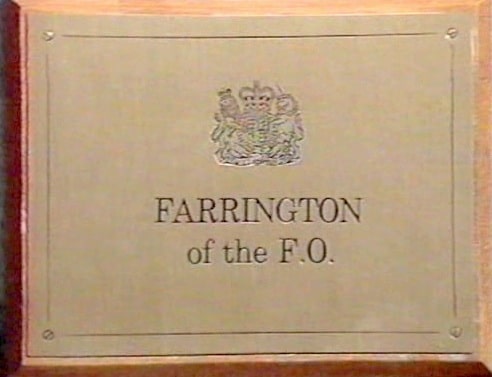 FARRINGTON
of the F.O.